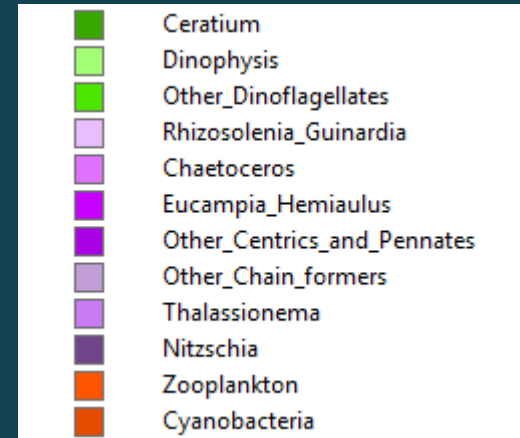 Ceratium
Dinophysis
Other_Dinoflagellates
Rhizosolenia_Guinardia
Chaetoceros
Eucampia_Hemiaulus
Other_Centrics_and_Pennates
Other_Chain_formers
Thalassionema
Nitzschia
Zooplankton
Cyanobacteria